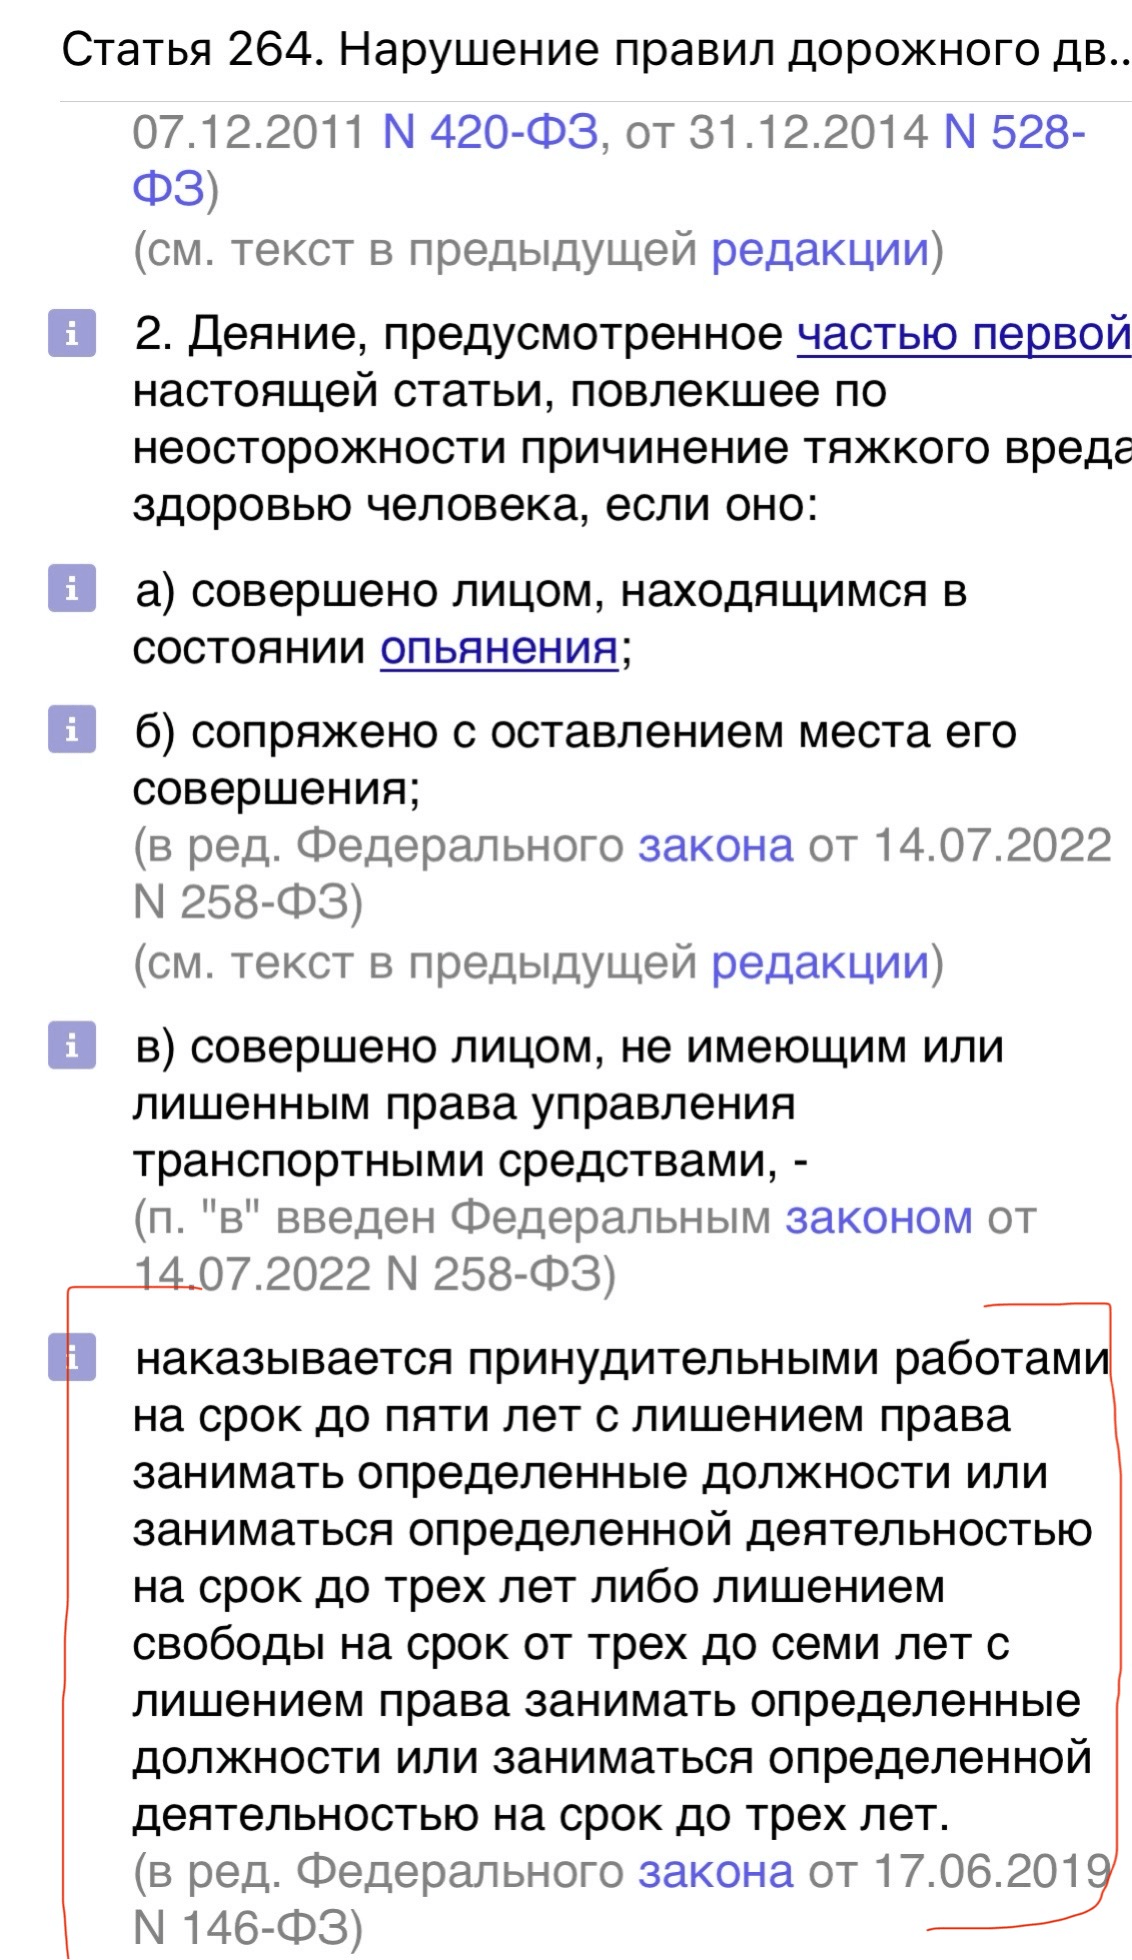 Статья 264. Нарушение правил дорожного дв..
07.12.2011 N 420-ФЗ, от 31.12.2014 N 528-
ФЗ)
(см. текст в предыдущей редакции)
i 2. Деяние, предусмотренное частью первой
настоящей статьи, повлекшее по
неосторожности причинение тяжкого вреда
здоровью человека, если оно:
i а) совершено лицом, находящимся в
состоянии опьянения;
i б) сопряжено с оставлением места его
совершения;
(в ред. Федерального закона от 14.07.2022
N 258-ФЗ)
(см. текст в предыдущей редакции)
i в) совершено лицом, не имеющим или
лишенным права управления
транспортными средствами, -
(п. "в" введен Федеральным законом от
14.07.2022 N 258-ФЗ)
i наказывается принудительными работами
на срок до пяти лет с лишением права
занимать определенные должности или
заниматься определенной деятельностью
на срок до трех лет либо лишением
свободы на срок от трех до семи лет с
лишением права занимать определенные
должности или заниматься определенной
деятельностью на срок до трех лет.
(в ред. Федерального закона от 17.06.2019
N 146-ФЗ)